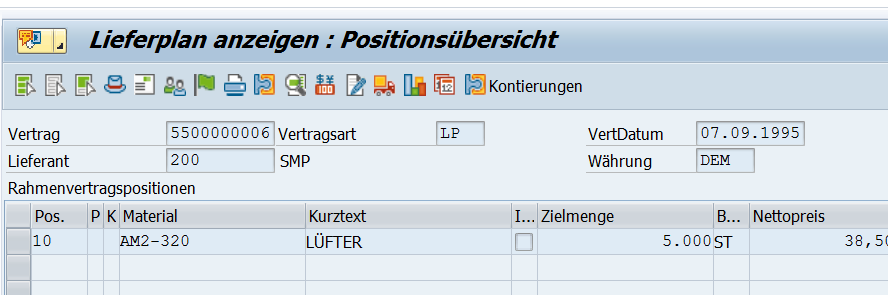 Lieferplan anzeigen : Positionsübersicht
Kontierungen
Vertrag 5500000006 Vertragsart LP VertDatum 07.09.1995
Lieferant 200 SMP Währung DEM
Rahmenvertragspositionen
Pos. P K Material Kurztext I... Zielmenge B... Nettopreis
10 AM2-320 LÜFTER 5.000 ST 38,50